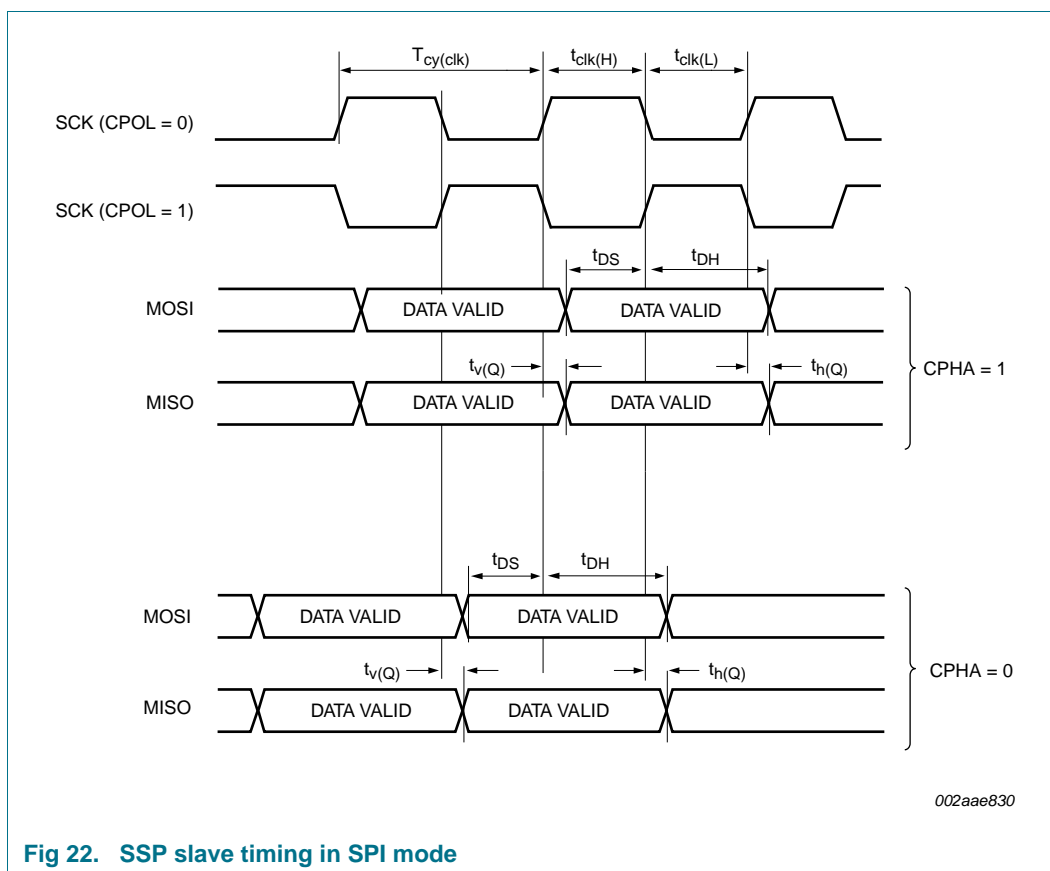 Tcy(clk) tclk(H) tclk(L)
SCK (CPOL = 0)
SCK (CPOL = 1)
tDS tDH
MOSI DATA VALID DATA VALID
tv(Q) th(Q)
CPHA = 1
MISO DATA VALID DATA VALID
tDS tDH
MOSI DATA VALID DATA VALID
tv(Q) th(Q)
CPHA = 0
MISO DATA VALID DATA VALID
002aae830
Fig 22. SSP slave timing in SPI mode